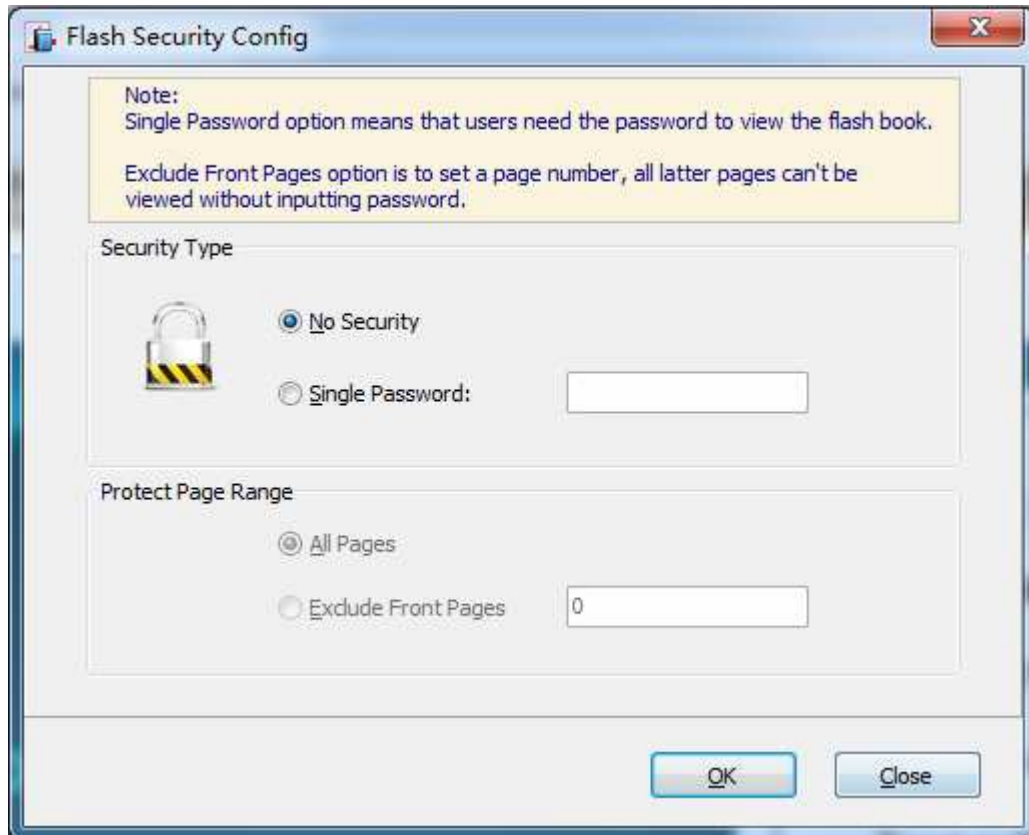 Flash Security Config
Note:
Single Password option means that users need the password to view the flash book.
Exclude Front Pages option is to set a page number, all latter pages can't be
viewed without inputting password.
Security Type
No Security
Single Password:
Protect Page Range
All Pages
Exclude Front Pages 0
OK Close